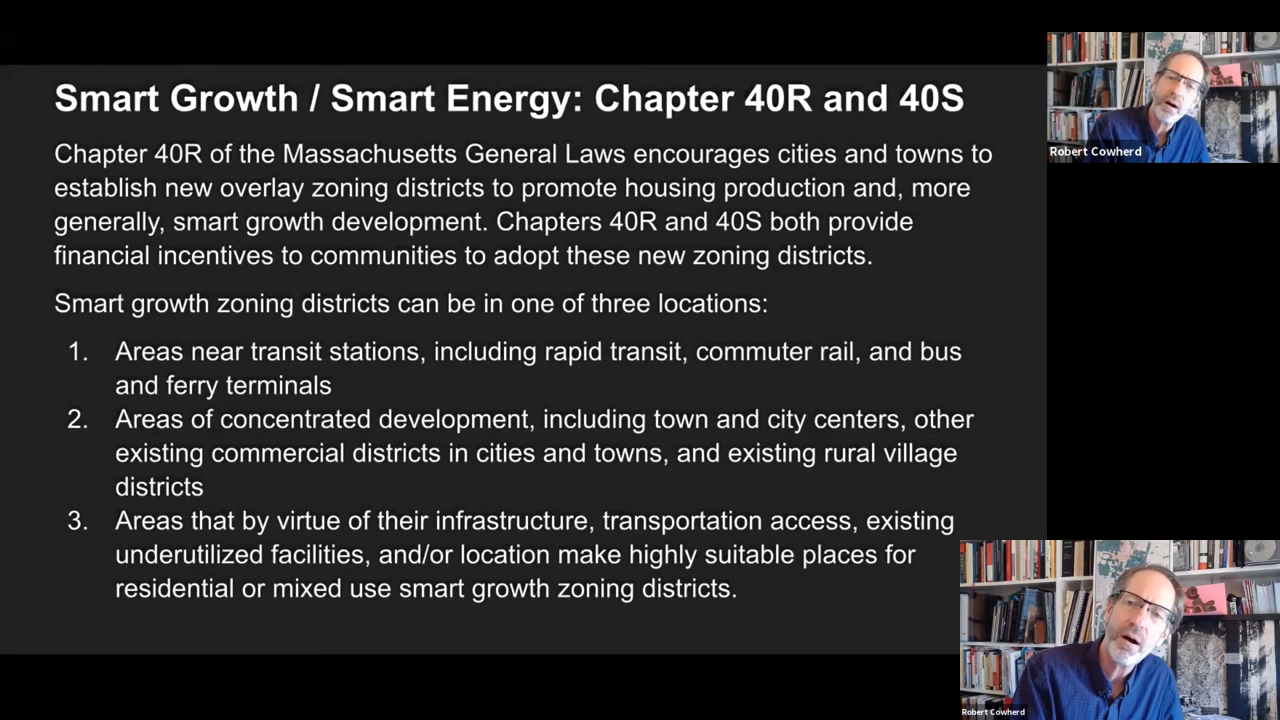 Smart Growth / Smart Energy: Chapter 40R and 40S
Chapter 40R of the Massachusetts General Laws encourages cities and towns to
establish new overlay zoning districts to promote housing production and, more
generally, smart growth development. Chapters 40R and 40S both provide
financial incentives to communities to adopt these new zoning districts.
Smart growth zoning districts can be in one of three locations:
1. Areas near transit stations, including rapid transit, commuter rail, and bus
and ferry terminals
2. Areas of concentrated development, including town and city centers, other
existing commercial districts in cities and towns, and existing rural village
districts
3. Areas that by virtue of their infrastructure, transportation access, existing
underutilized facilities, and/or location make highly suitable places for
residential or mixed use smart growth zoning districts.
Robert Cowherd
Robert Cowherd